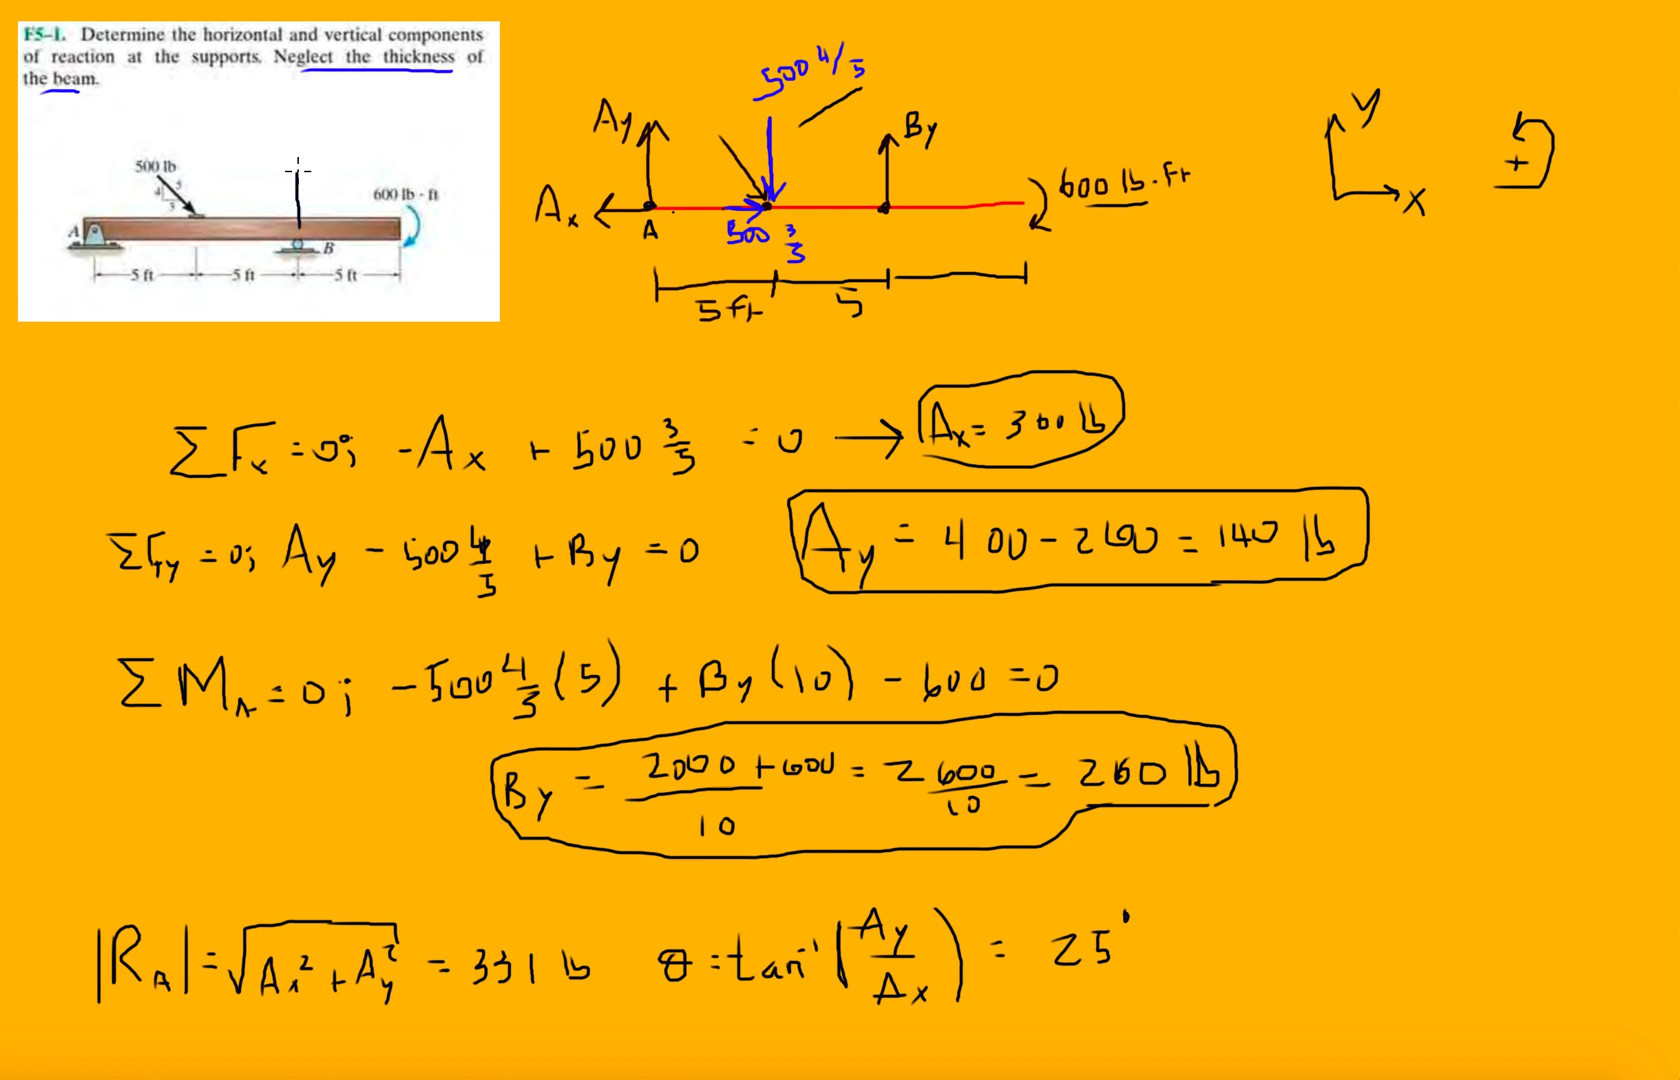 F5–1. Determine the horizontal and vertical components
of reaction at the supports. Neglect the thickness of
the beam.
500 lb
4 5
3
600 lb · ft
A
B
5 ft 5 ft 5 ft
500 4/5
Ay
By
Ax
A
500 3/5
600 lb·ft
5 ft 5
y
x
+
ΣFx = 0; -Ax + 500 3/5 = 0 → Ax = 300 lb
ΣFy = 0; Ay - 500 4/5 + By = 0
Ay = 400 - 260 = 140 lb
ΣMA = 0; -500 4/5 (5) + By (10) - 600 = 0
By = 2000 + 600 / 10 = 2600 / 10 = 260 lb
|RA| = √Ax² + Ay² = 331 lb θ = tan⁻¹ (Ay / Ax) = 25°